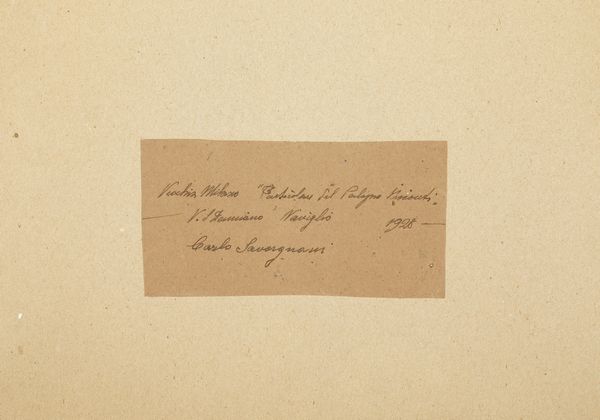 Vecchia Milano "Particolare del Palazzo Visconti"
V. S. Damiano Naviglio 1928
Carlo Savorgnani